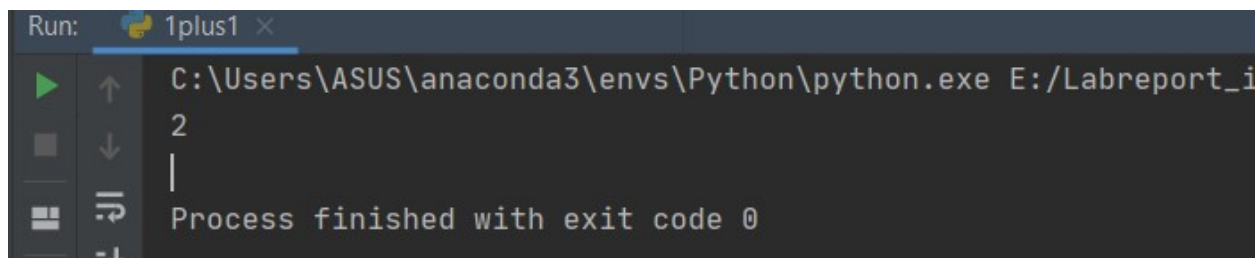 Run: 1plus1
C:\Users\ASUS\anaconda3\envs\Python\python.exe E:/Labreport_i
2
Process finished with exit code 0